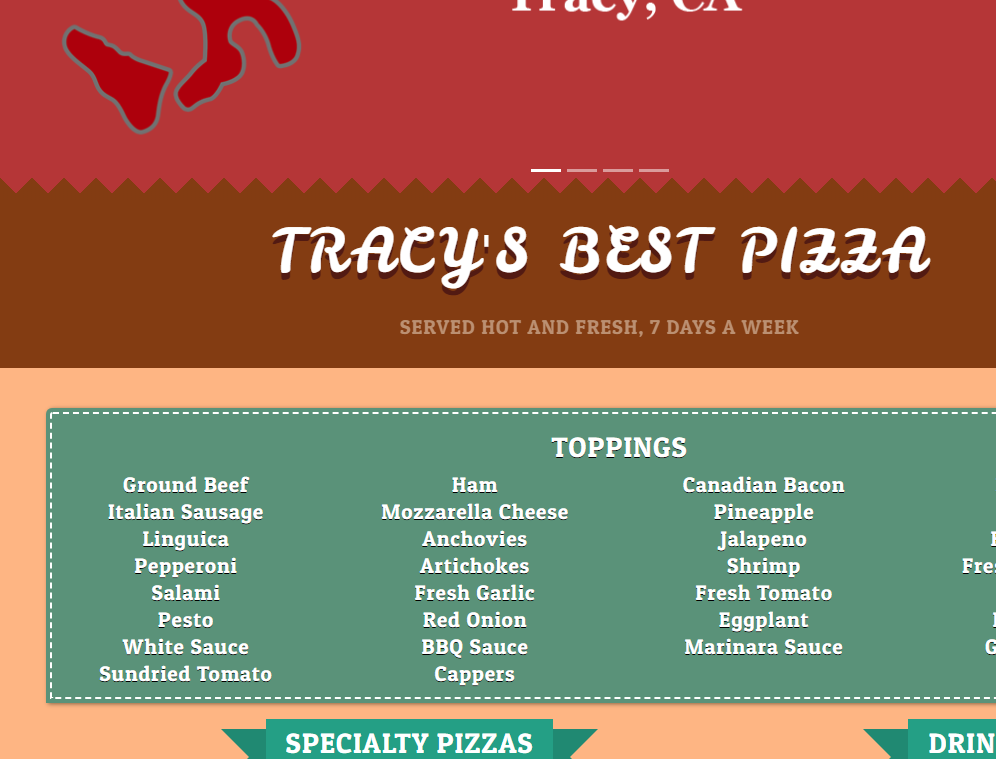 Tracy, CA
TRACY'S BEST PIZZA
SERVED HOT AND FRESH, 7 DAYS A WEEK
TOPPINGS
Ground Beef
Italian Sausage
Linguica
Pepperoni
Salami
Pesto
White Sauce
Sundried Tomato
Ham
Mozzarella Cheese
Anchovies
Artichokes
Fresh Garlic
Red Onion
BBQ Sauce
Cappers
Canadian Bacon
Pineapple
Jalapeno
Shrimp
Fresh Tomato
Eggplant
Marinara Sauce
SPECIALTY PIZZAS